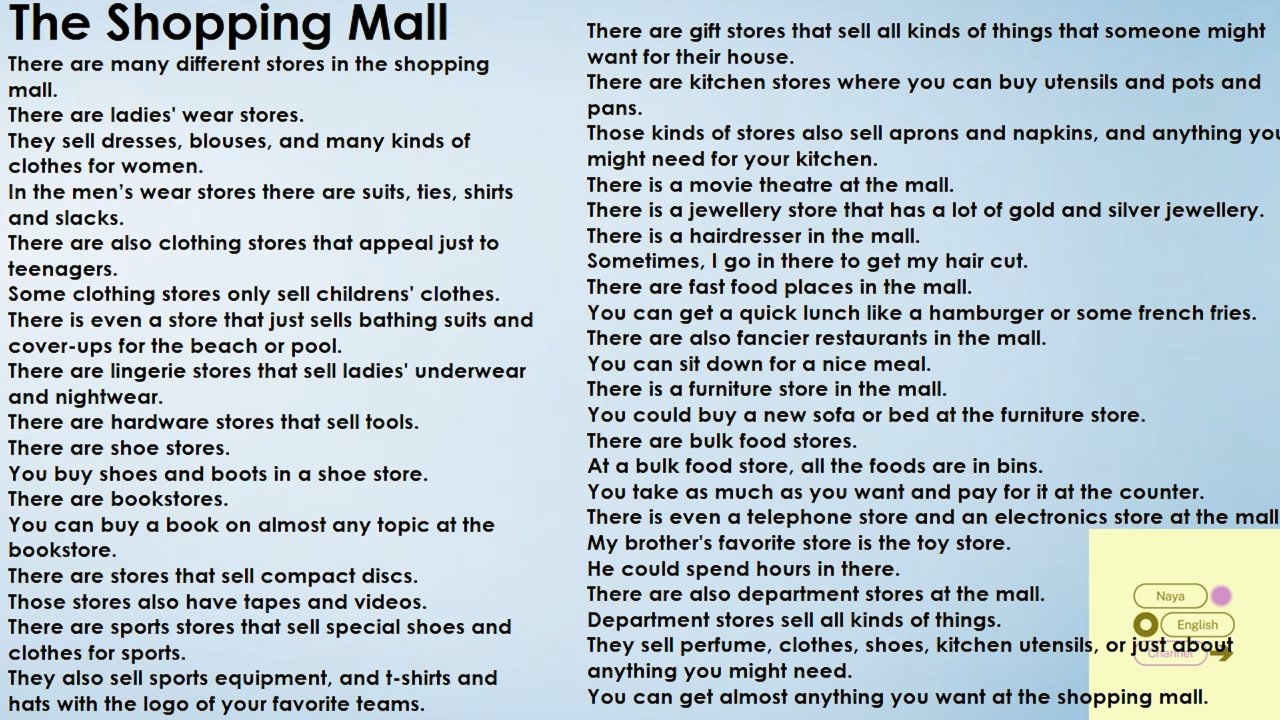 The Shopping Mall
There are many different stores in the shopping
mall.
There are ladies' wear stores.
They sell dresses, blouses, and many kinds of
clothes for women.
In the men’s wear stores there are suits, ties, shirts
and slacks.
There are also clothing stores that appeal just to
teenagers.
Some clothing stores only sell childrens' clothes.
There is even a store that just sells bathing suits and
cover-ups for the beach or pool.
There are lingerie stores that sell ladies' underwear
and nightwear.
There are hardware stores that sell tools.
There are shoe stores.
You buy shoes and boots in a shoe store.
There are bookstores.
You can buy a book on almost any topic at the
bookstore.
There are stores that sell compact discs.
Those stores also have tapes and videos.
There are sports stores that sell special shoes and
clothes for sports.
They also sell sports equipment, and t-shirts and
hats with the logo of your favorite teams.
There are gift stores that sell all kinds of things that someone might
want for their house.
There are kitchen stores where you can buy utensils and pots and
pans.
Those kinds of stores also sell aprons and napkins, and anything you
might need for your kitchen.
There is a movie theatre at the mall.
There is a jewellery store that has a lot of gold and silver jewellery.
There is a hairdresser in the mall.
Sometimes, I go in there to get my hair cut.
There are fast food places in the mall.
You can get a quick lunch like a hamburger or some french fries.
There are also fancier restaurants in the mall.
You can sit down for a nice meal.
There is a furniture store in the mall.
You could buy a new sofa or bed at the furniture store.
There are bulk food stores.
At a bulk food store, all the foods are in bins.
You take as much as you want and pay for it at the counter.
There is even a telephone store and an electronics store at the mall
My brother's favorite store is the toy store.
He could spend hours in there.
There are also department stores at the mall.
Department stores sell all kinds of things.
They sell perfume, clothes, shoes, kitchen utensils, or just about
anything you might need.
You can get almost anything you want at the shopping mall.
Naya
English
Channel